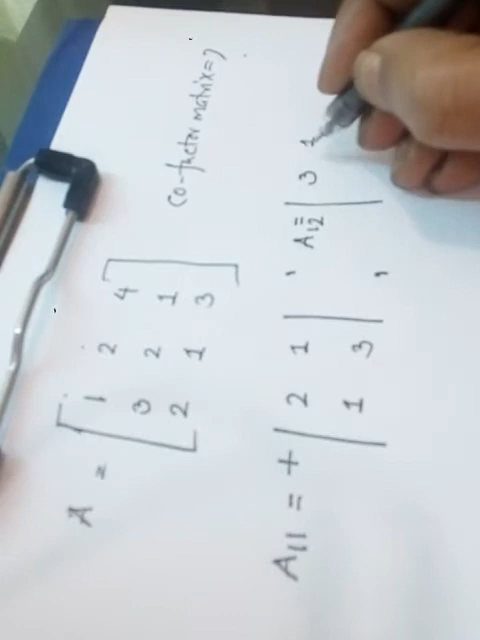 A = [ 1 2 4 Co-factor matrix = ?
3 2 1
2 1 3 ]
A11 = + | 2 1 | , A12 = | 3 1
1 3 ,